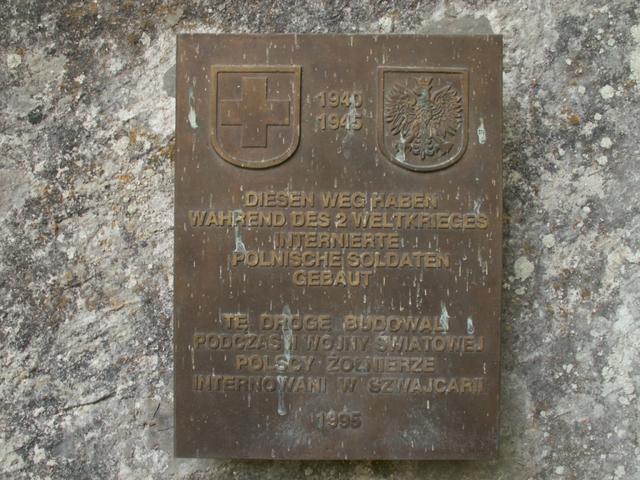 1940
1945
DIESEN WEG HABEN
WÄHREND DES 2 WELTKRIEGES
INTERNIERTE
POLNISCHE SOLDATEN
GEBAUT
TĘ DROGĘ BUDOWALI
PODCZAS II WOJNY ŚWIATOWEJ
POLSCY ŻOŁNIERZE
INTERNOWANI W SZWAJCARII
1995